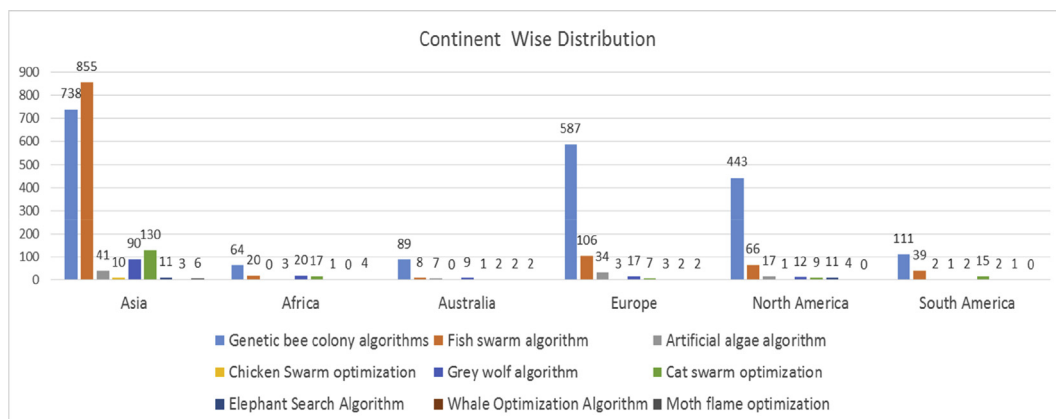 Continent Wise Distribution
900
800
700
600
500
400
300
200
100
0
738 855 41 10 90 130 11 3 6
64 20 0 3 20 17 1 0 4
89 8 7 0 9 1 2 2 2
587 106 34 3 17 7 3 2 2
443 66 17 1 12 9 11 4 0
111 39 2 1 2 15 2 1 0
Asia Africa Australia Europe North America South America
Genetic bee colony algorithms Fish swarm algorithm Artificial algae algorithm
Chicken Swarm optimization Grey wolf algorithm Cat swarm optimization
Elephant Search Algorithm Whale Optimization Algorithm Moth flame optimization